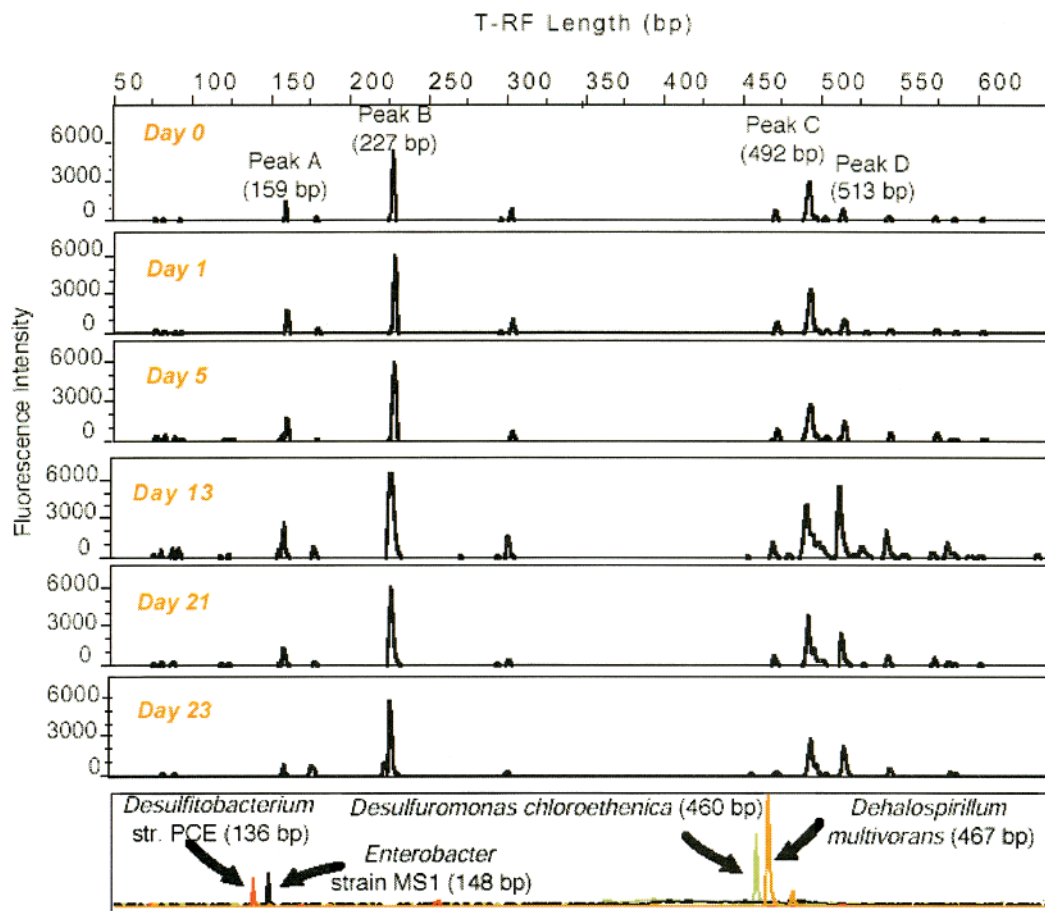 T-RF Length (bp)
50 100 150 200 250 300 350 400 450 500 550 600
Fluorescence Intensity
Day 0
6000
3000
0
Peak A
(159 bp)
Peak B
(227 bp)
Peak C
(492 bp)
Peak D
(513 bp)
Day 1
6000
3000
0
Day 5
6000
3000
0
Day 13
6000
3000
0
Day 21
6000
3000
0
Day 23
6000
3000
0
Desulfitobacterium
str. PCE (136 bp)
Enterobacter
strain MS1 (148 bp)
Desulfuromonas chloroethenica (460 bp)
Dehalospirillum
multivorans (467 bp)